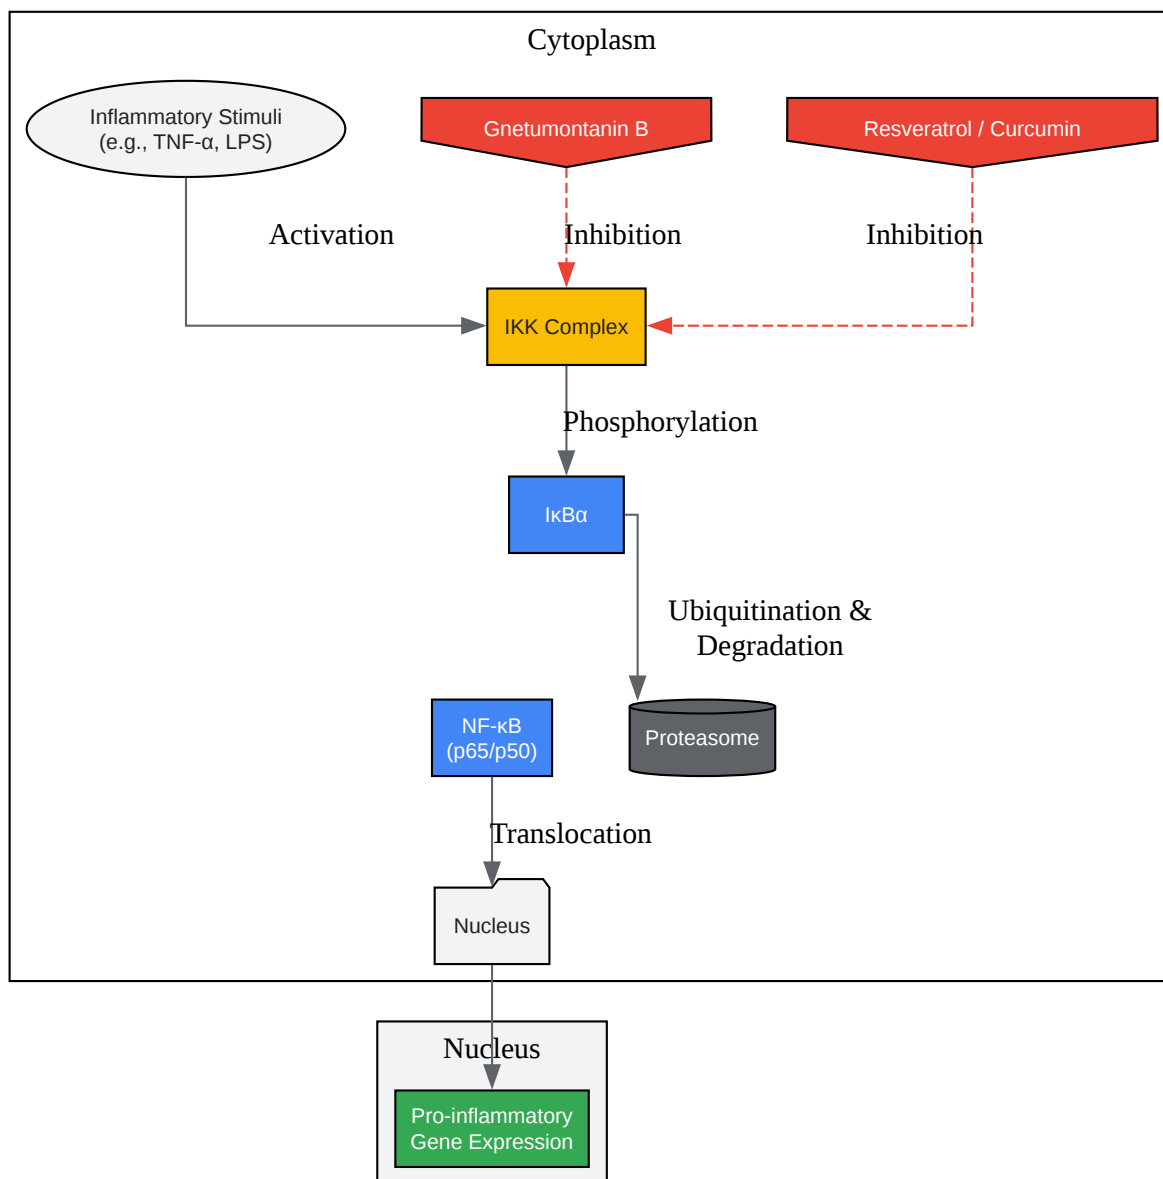 Cytoplasm
Inflammatory Stimuli
(e.g., TNF-α, LPS)
Gnetumontanin B
Resveratrol / Curcumin
Activation
Inhibition
Inhibition
IKK Complex
Phosphorylation
IκBα
Ubiquitination &
Degradation
NF-κB
(p65/p50)
Proteasome
Translocation
Nucleus
Nucleus
Pro-inflammatory
Gene Expression